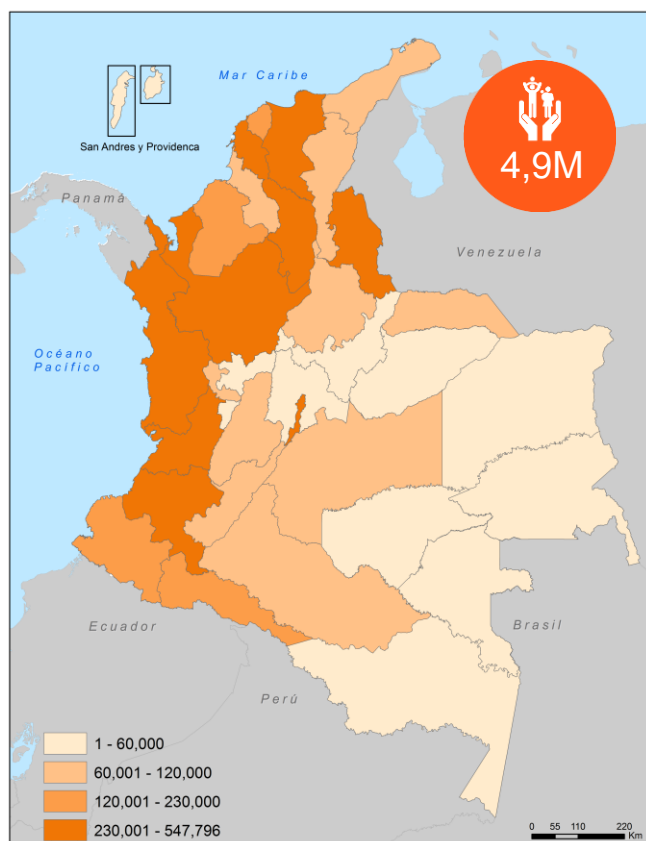 Mar Caribe
San Andres y Providenca
4,9M
Panamá
Venezuela
Océano
Pacífico
Ecuador
Brasil
Perú
1 - 60,000
60,001 - 120,000
120,001 - 230,000
230,001 - 547,796
0 55 110 220
Km